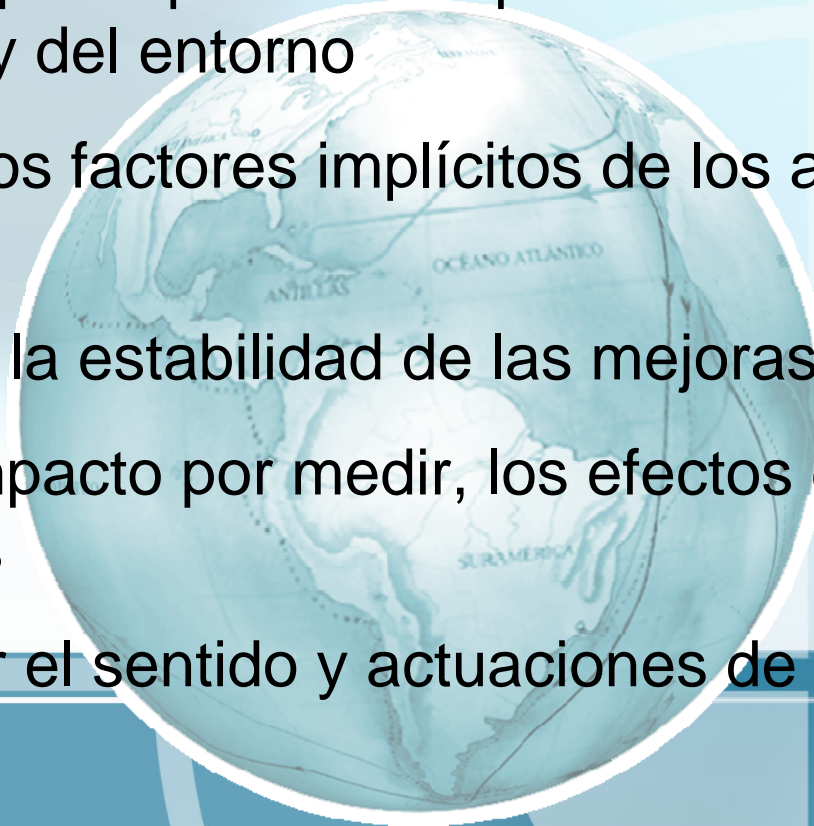 y del entorno
os factores implícitos de los a
OCÉANO ATLÁNTICO
ANTILLAS
la estabilidad de las mejoras
pacto por medir, los efectos
SURAMÉRICA
r el sentido y actuaciones de